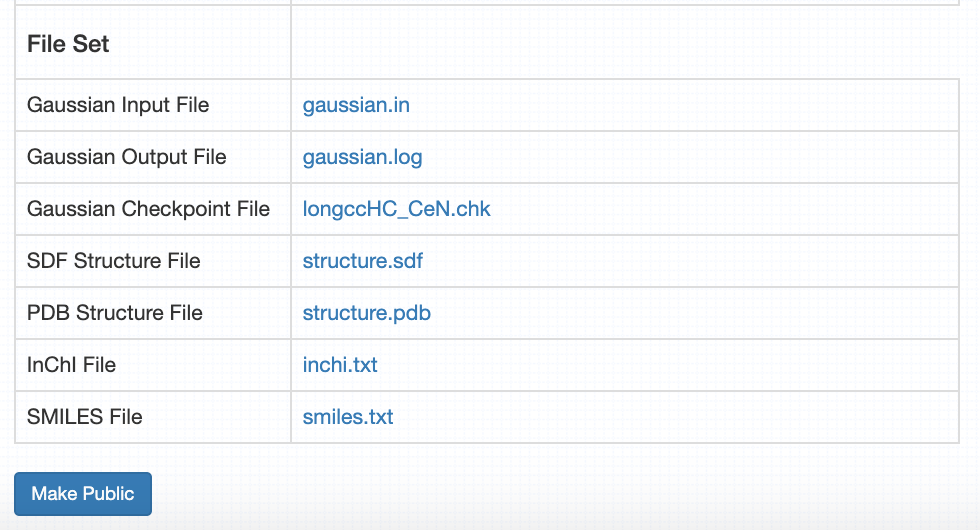 File Set
Gaussian Input File gaussian.in
Gaussian Output File gaussian.log
Gaussian Checkpoint File longccHC_CeN.chk
SDF Structure File structure.sdf
PDB Structure File structure.pdb
InChI File inchi.txt
SMILES File smiles.txt
Make Public